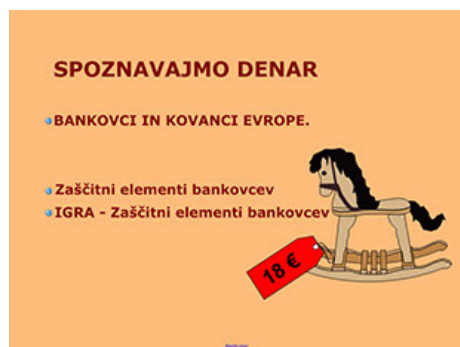 SPOZNAVAJMO DENAR
BANKOVCI IN KOVANCI EVROPE.
Zaščitni elementi bankovcev
IGRA - Zaščitni elementi bankovcev
18 €